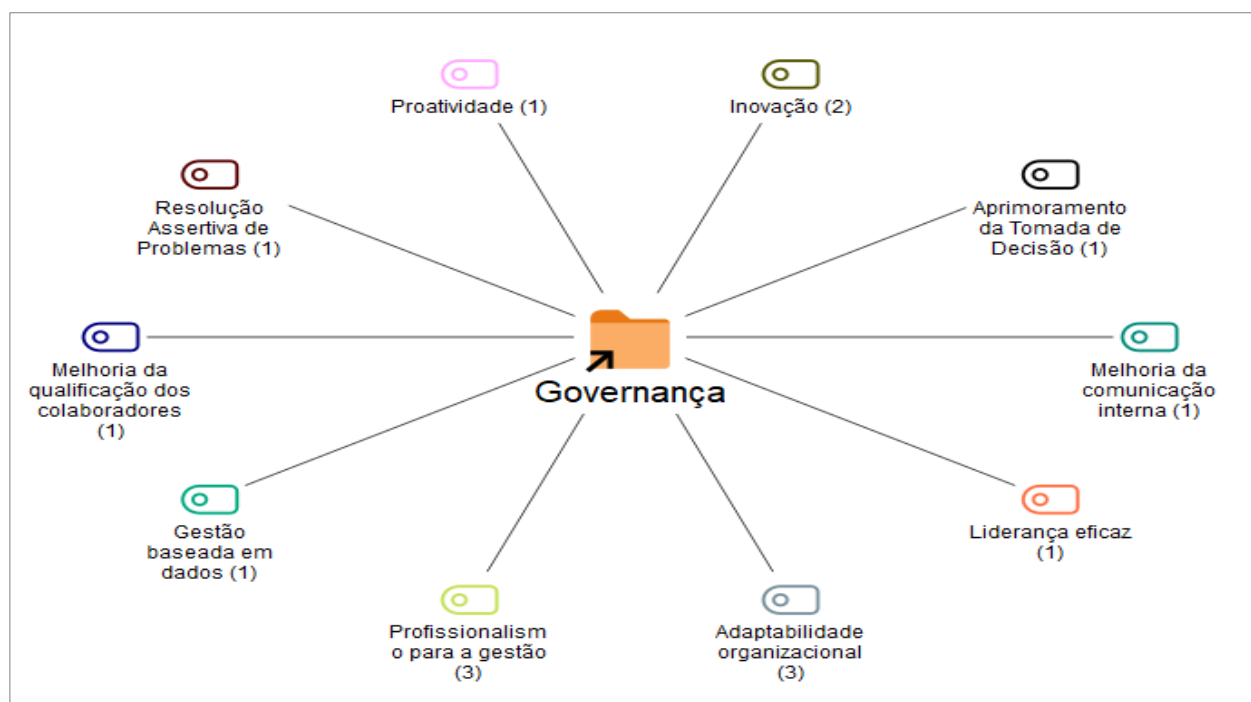 Proatividade (1)
Inovação (2)
Resolução
Assertiva de
Problemas (1)
Aprimoramento
da Tomada de
Decisão (1)
Melhoria da
qualificação dos
colaboradores
(1)
Governança
Melhoria da
comunicação
interna (1)
Gestão
baseada em
dados (1)
Liderança eficaz
(1)
Profissionalism
o para a gestão
(3)
Adaptabilidade
organizacional
(3)